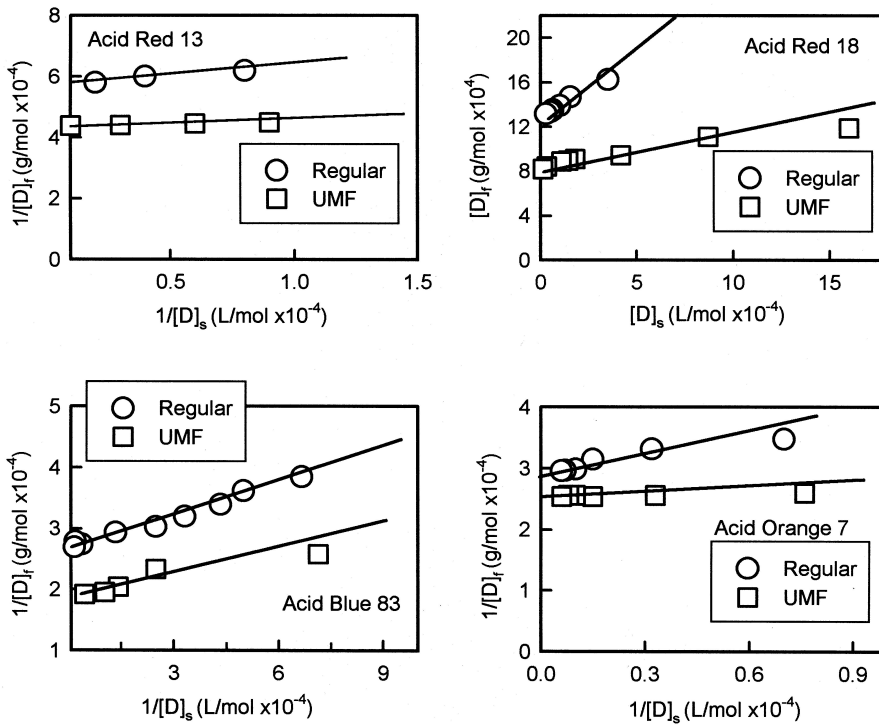 Acid Red 13
1/[D]f (g/mol x10-4)
8
6
4
2
0
Regular
UMF
0.6
1.0
1.5
1/[D]s (L/mol x10-4)
Acid Red 18
[D]f (g/mol x10-4)
20
16
12
8
4
0
Regular
UMF
0
5
10
15
[D]s (L/mol x10-4)
Regular
UMF
1/[D]f (g/mol x10-4)
5
4
3
2
1
Acid Blue 83
3
6
9
1/[D]s (L/mol x10-4)
1/[D]f (g/mol x10-4)
4
3
2
1
0
Acid Orange 7
Regular
UMF
0.0
0.3
0.6
0.9
1/[D]s (L/mol x10-4)